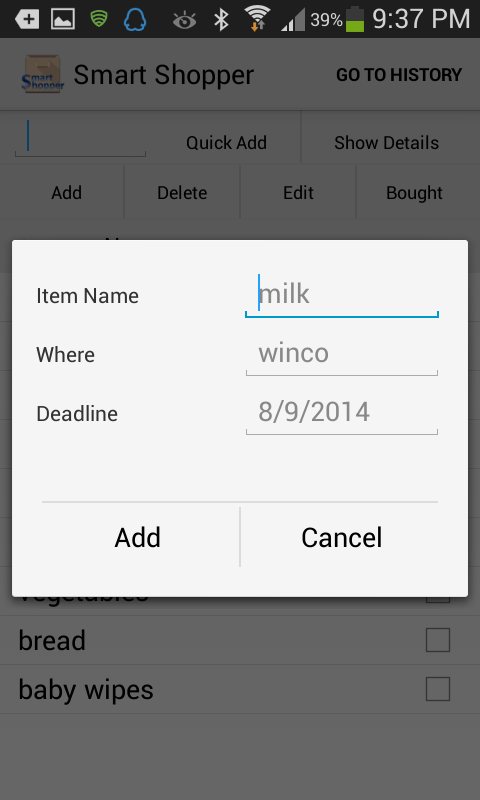 39% 9:37 PM
Smart Shopper Smart Shopper GO TO HISTORY
Quick Add Show Details
Add Delete Edit Bought
Item Name milk
Where winco
Deadline 8/9/2014
Add Cancel
vegetables
bread
baby wipes